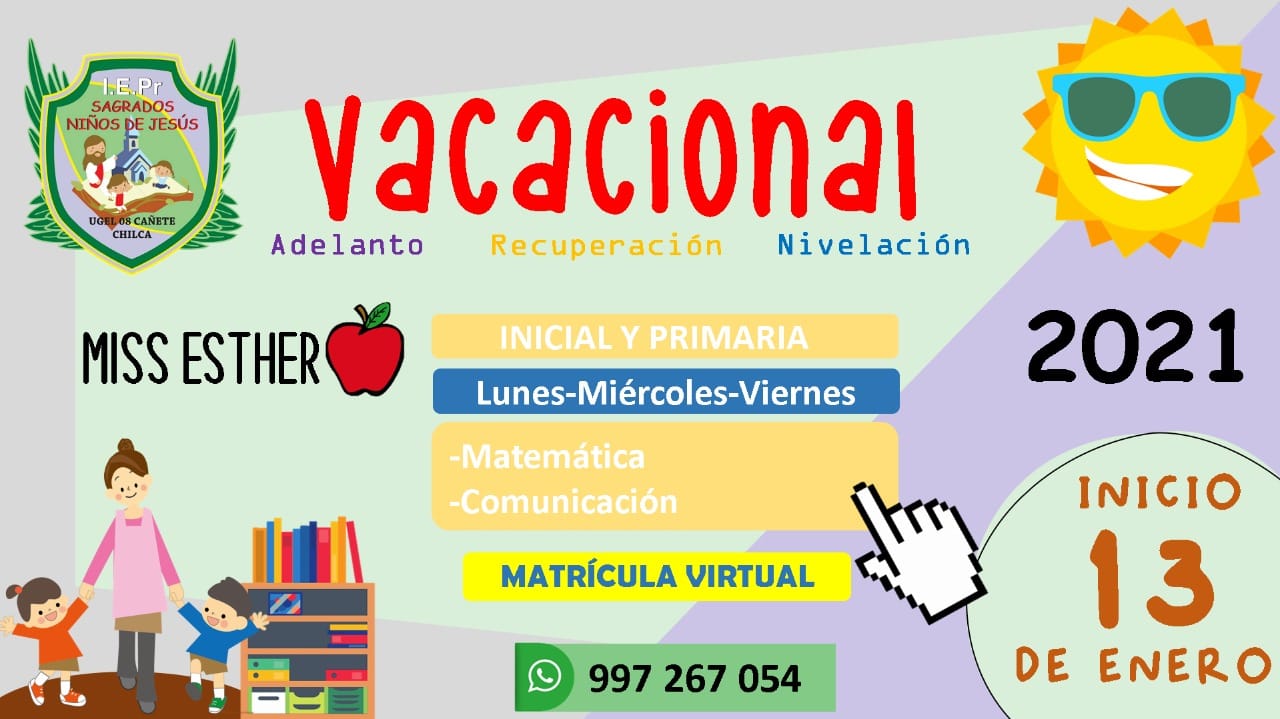 I.E.Pr
SAGRADOS
NIÑOS DE JESÚS
UGEL 08 CAÑETE
CHILCA
Vacacional
Adelanto Recuperación Nivelación
MISS ESTHER
INICIAL Y PRIMARIA
Lunes-Miércoles-Viernes
-Matemática
-Comunicación
MATRÍCULA VIRTUAL
997 267 054
2021
INICIO
13
DE ENERO